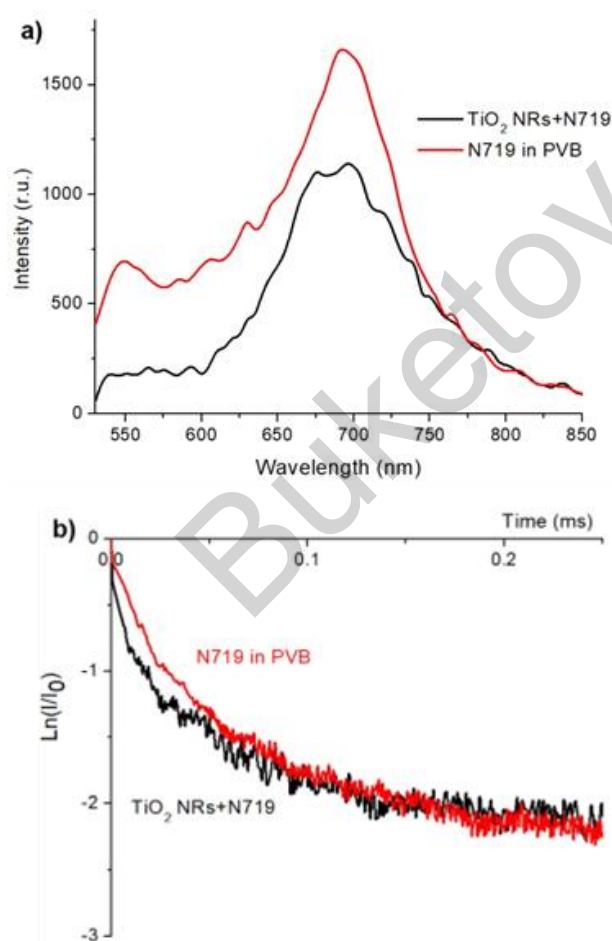 a)
Intensity (r.u.)
1500
1000
500
0
TiO₂ NRs+N719
N719 in PVB
550 600 650 700 750 800 850
Wavelength (nm)
Buketov
b)
Time (ms)
0
0.0 0.1 0.2
N719 in PVB
-1
Ln(I/I₀)
-2
TiO₂ NRs+N719
-3